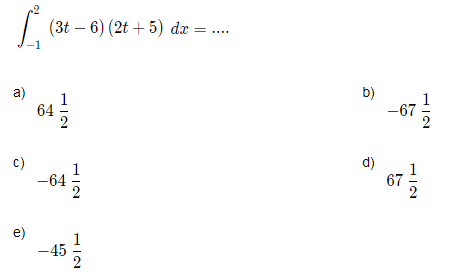 ∫_{-1}^{2} (3t − 6) (2t + 5) dx = ....
a) 64 1/2
b) −67 1/2
c) −64 1/2
d) 67 1/2
e) −45 1/2